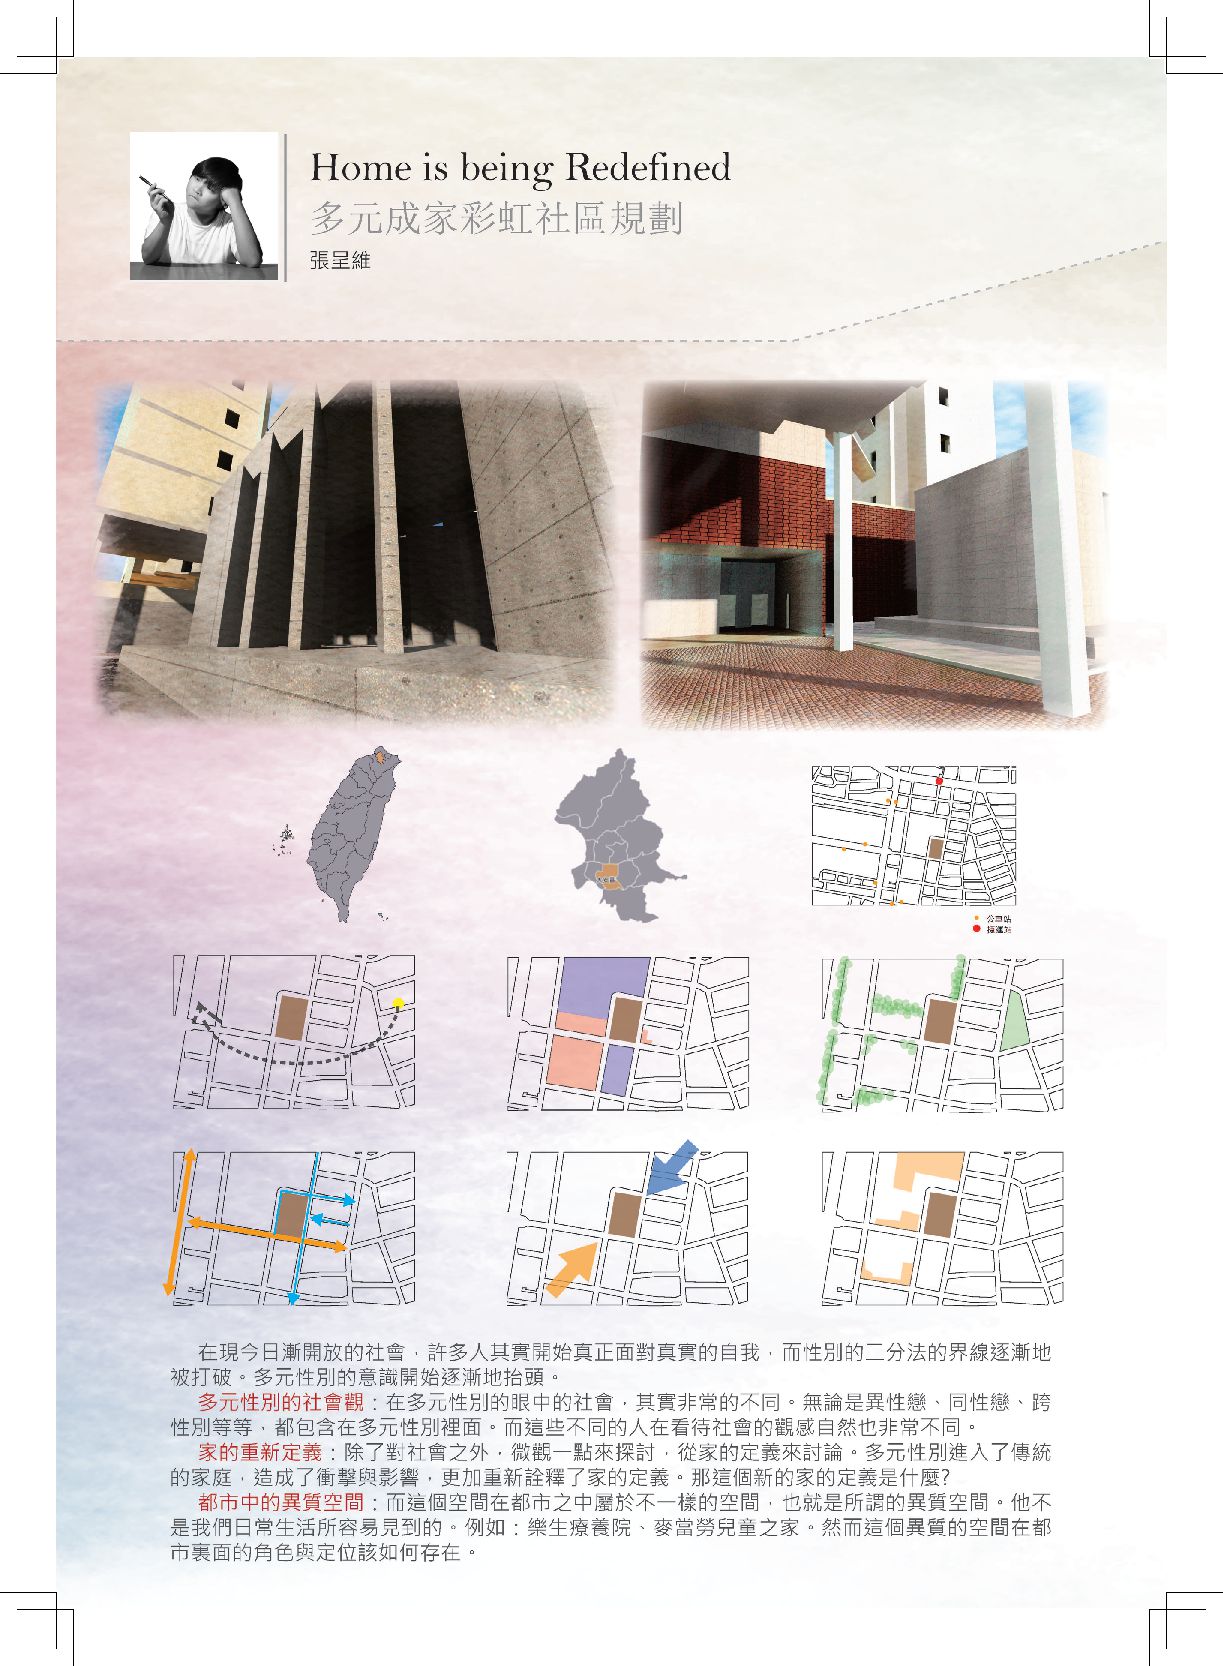 Home is being Redefined
多元成家彩虹社區規劃
張呈維
大安區
公車站
捷運站
在現今日漸開放的社會，許多人其實開始真正面對真實的自我，而性別的二分法的界線逐漸地
被打破。多元性別的意識開始逐漸地抬頭。
多元性別的社會觀：在多元性別的眼中的社會，其實非常的不同。無論是異性戀、同性戀、跨
性別等等，都包含在多元性別裡面。而這些不同的人在看待社會的觀感自然也非常不同。
家的重新定義：除了對社會之外，微觀一點來探討，從家的定義來討論。多元性別進入了傳統
的家庭，造成了衝擊與影響，更加重新詮釋了家的定義。那這個新的家的定義是什麼?
都市中的異質空間：而這個空間在都市之中屬於不一樣的空間，也就是所謂的異質空間。他不
是我們日常生活所容易見到的。例如：樂生療養院、麥當勞兒童之家。然而這個異質的空間在都
市裏面的角色與定位該如何存在。